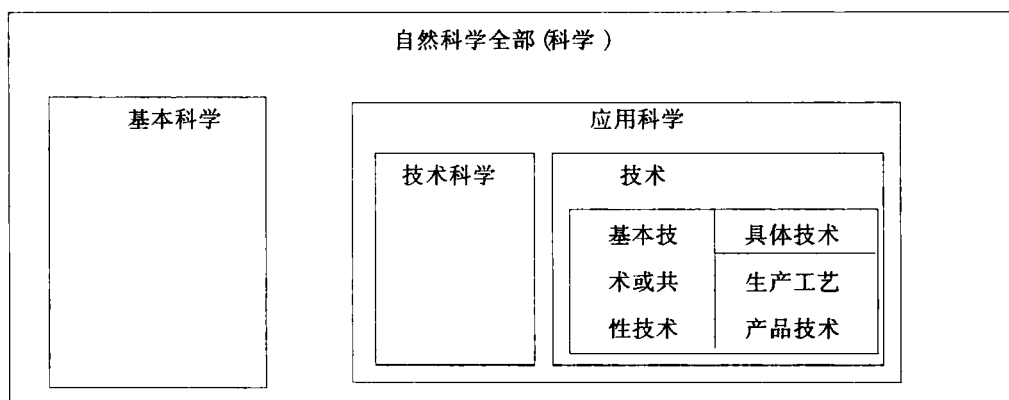 自然科学全部(科学)
基本科学
应用科学
技术科学
技术
基本技
术或共
性技术
具体技术
生产工艺
产品技术